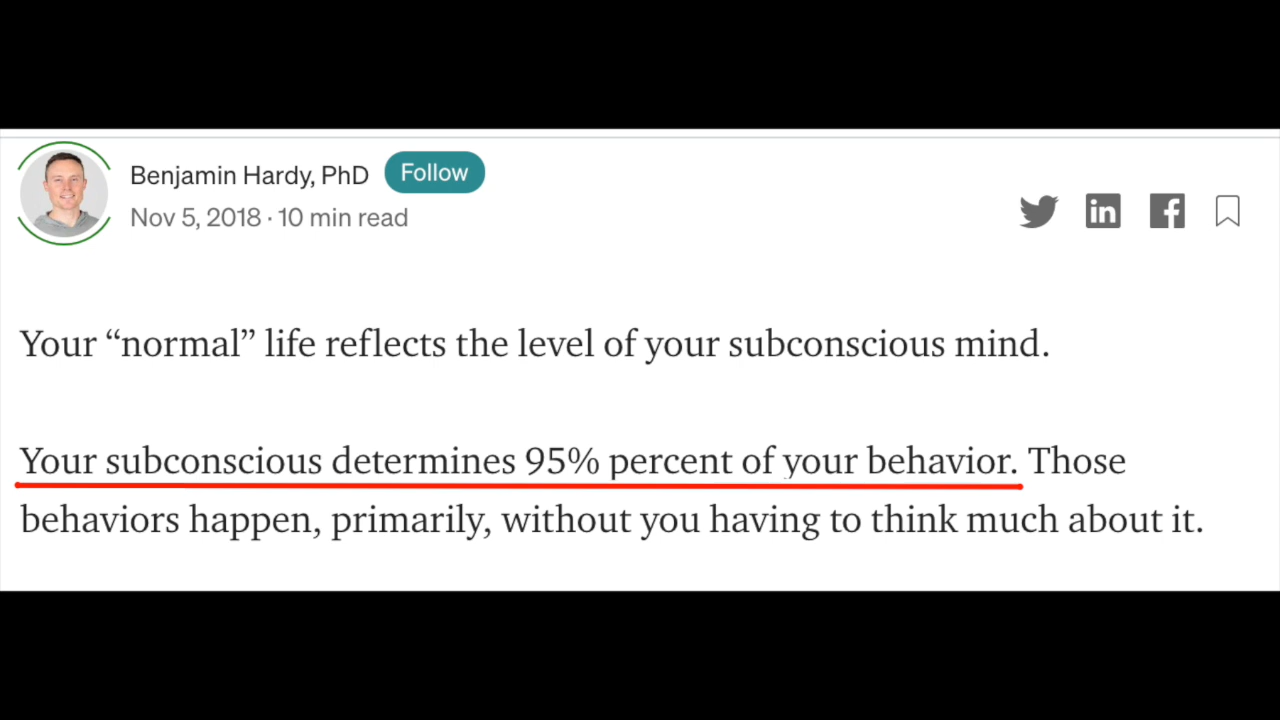 Benjamin Hardy, PhD Follow
Nov 5, 2018 · 10 min read
Your “normal” life reflects the level of your subconscious mind.
Your subconscious determines 95% percent of your behavior. Those
behaviors happen, primarily, without you having to think much about it.